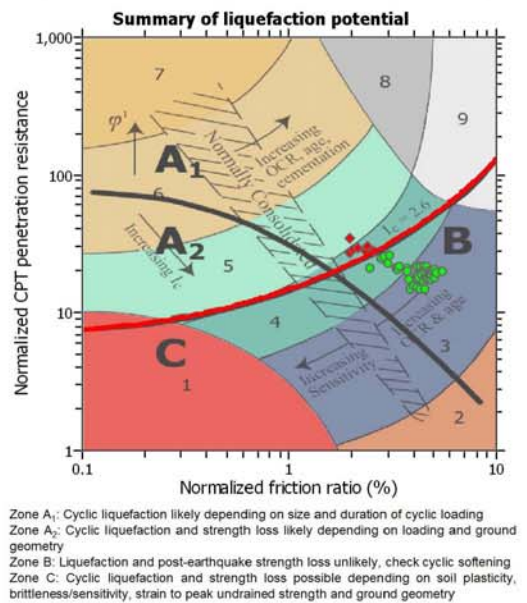 Summary of liquefaction potential
1,000
7
8
9
φ'
Increasing
OCR, age,
cementation
A1
Normally Consolidated
100
6
Ic = 2.6
A2
B
Increasing Ic
5
10
4
Increasing
OCR & age
C
3
1
Increasing
Sensitivity
2
1
0.1
1
10
Normalized CPT penetration resistance
Normalized friction ratio (%)
Zone A1: Cyclic liquefaction likely depending on size and duration of cyclic loading
Zone A2: Cyclic liquefaction and strength loss likely depending on loading and ground
geometry
Zone B: Liquefaction and post-earthquake strength loss unlikely, check cyclic softening
Zone C: Cyclic liquefaction and strength loss possible depending on soil plasticity,
brittleness/sensitivity, strain to peak undrained strength and ground geometry